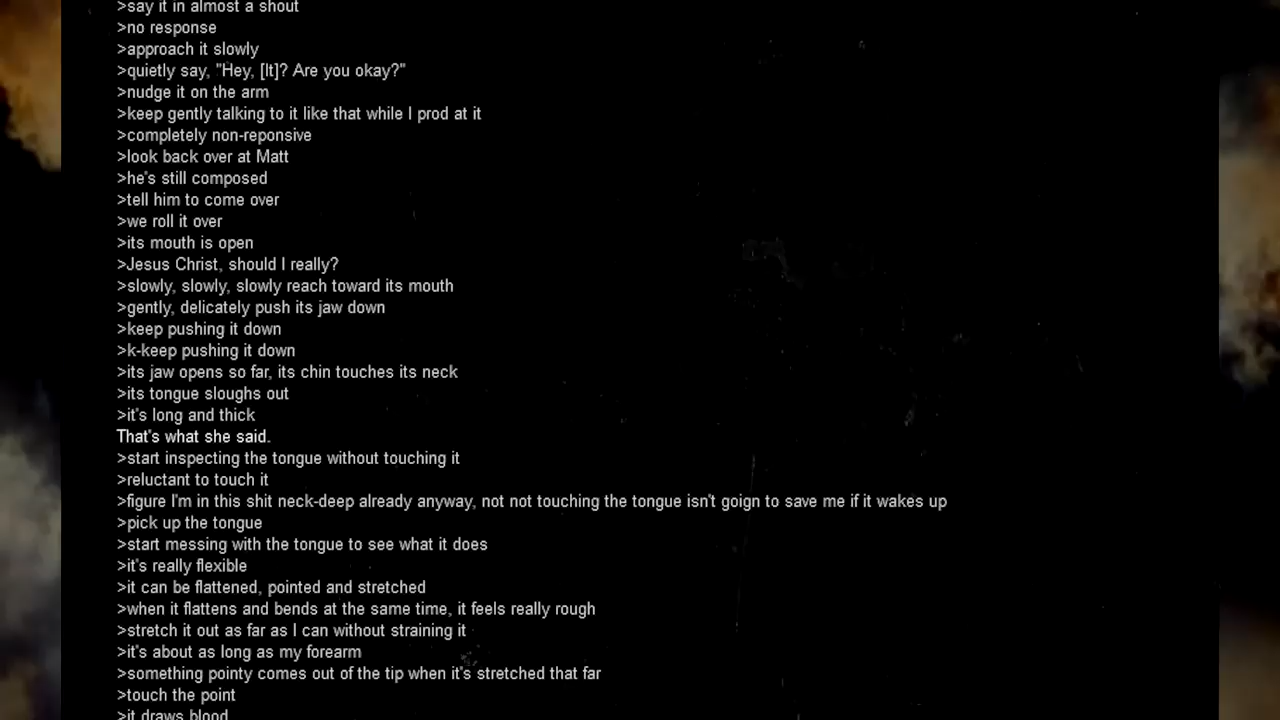 >say it in almost a shout
>no response
>approach it slowly
>quietly say, "Hey, [It]? Are you okay?"
>nudge it on the arm
>keep gently talking to it like that while I prod at it
>completely non-reponsive
>look back over at Matt
>he's still composed
>tell him to come over
>we roll it over
>its mouth is open
>Jesus Christ, should I really?
>slowly, slowly, slowly reach toward its mouth
>gently, delicately push its jaw down
>keep pushing it down
>k-keep pushing it down
>its jaw opens so far, its chin touches its neck
>its tongue sloughs out
>it's long and thick
That's what she said.
>start inspecting the tongue without touching it
>reluctant to touch it
>figure I'm in this shit neck-deep already anyway, not not touching the tongue isn't goign to save me if it wakes up
>pick up the tongue
>start messing with the tongue to see what it does
>it's really flexible
>it can be flattened, pointed and stretched
>when it flattens and bends at the same time, it feels really rough
>stretch it out as far as I can without straining it
>it's about as long as my forearm
>something pointy comes out of the tip when it's stretched that far
>touch the point
>it draws blood